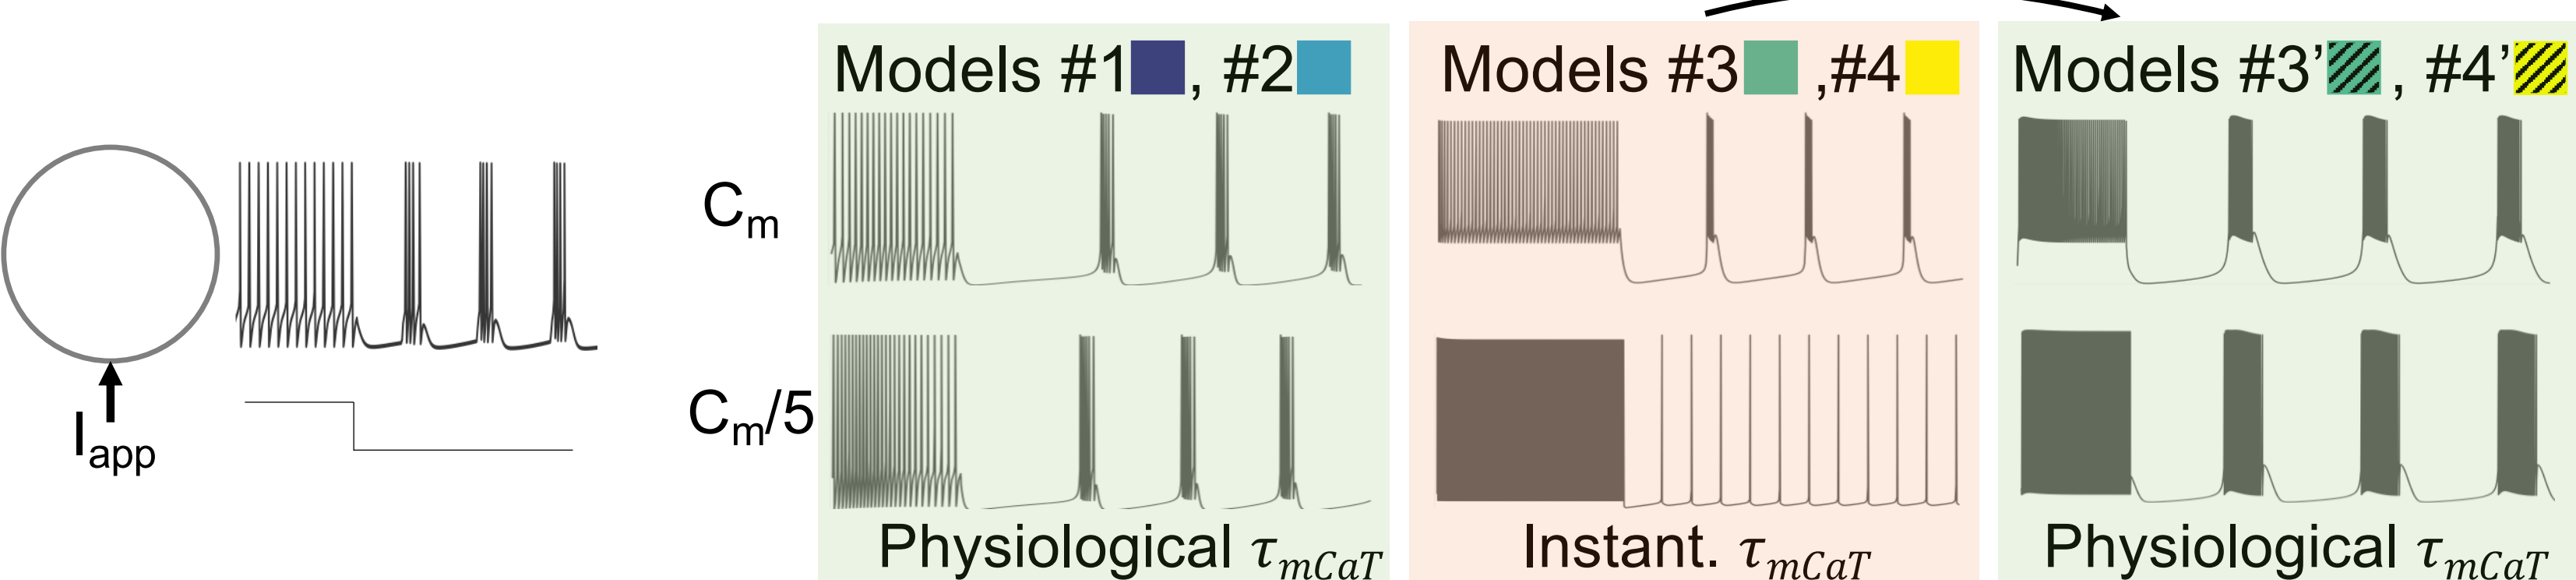 Models #1 , #2
Models #3 ,#4
Models #3’ , #4’
Cm
Cm/5
Iapp
Physiological τmCaT
Instant. τmCaT
Physiological τmCaT